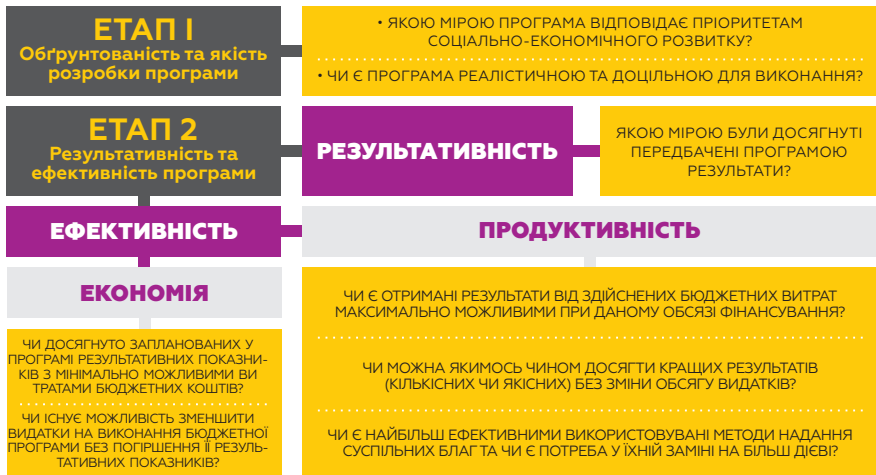 ЕТАП I
Обґрунтованість та якість
розробки програми
• ЯКОЮ МІРОЮ ПРОГРАМА ВІДПОВІДАЄ ПРІОРИТЕТАМ
СОЦІАЛЬНО-ЕКОНОМІЧНОГО РОЗВИТКУ?
• ЧИ Є ПРОГРАМА РЕАЛІСТИЧНОЮ ТА ДОЦІЛЬНОЮ ДЛЯ ВИКОНАННЯ?
ЕТАП 2
Результативність та
ефективність програми
РЕЗУЛЬТАТИВНІСТЬ
ЯКОЮ МІРОЮ БУЛИ ДОСЯГНУТІ
ПЕРЕДБАЧЕНІ ПРОГРАМОЮ
РЕЗУЛЬТАТИ?
ЕФЕКТИВНІСТЬ
ПРОДУКТИВНІСТЬ
ЕКОНОМІЯ
ЧИ ДОСЯГНУТО ЗАПЛАНОВАНИХ У
ПРОГРАМІ РЕЗУЛЬТАТИВНИХ ПОКАЗНИ-
КІВ З МІНІМАЛЬНО МОЖЛИВИМИ ВИ
ТРАТАМИ БЮДЖЕТНИХ КОШТІВ?
ЧИ ІСНУЄ МОЖЛИВІСТЬ ЗМЕНШИТИ
ВИДАТКИ НА ВИКОНАННЯ БЮДЖЕТНОЇ
ПРОГРАМИ БЕЗ ПОГІРШЕННЯ ЇЇ РЕЗУЛЬ-
ТАТИВНИХ ПОКАЗНИКІВ?
ЧИ Є ОТРИМАНІ РЕЗУЛЬТАТИ ВІД ЗДІЙСНЕНИХ БЮДЖЕТНИХ ВИТРАТ
МАКСИМАЛЬНО МОЖЛИВИМИ ПРИ ДАНОМУ ОБСЯЗІ ФІНАНСУВАННЯ?
ЧИ МОЖНА ЯКИМОСЬ ЧИНОМ ДОСЯГТИ КРАЩИХ РЕЗУЛЬТАТІВ
(КІЛЬКІСНИХ ЧИ ЯКІСНИХ) БЕЗ ЗМІНИ ОБСЯГУ ВИДАТКІВ?
ЧИ Є НАЙБІЛЬШ ЕФЕКТИВНИМИ ВИКОРИСТОВУВАНІ МЕТОДИ НАДАННЯ
СУСПІЛЬНИХ БЛАГ ТА ЧИ Є ПОТРЕБА У ЇХНІЙ ЗАМІНІ НА БІЛЬШ ДІЄВІ?